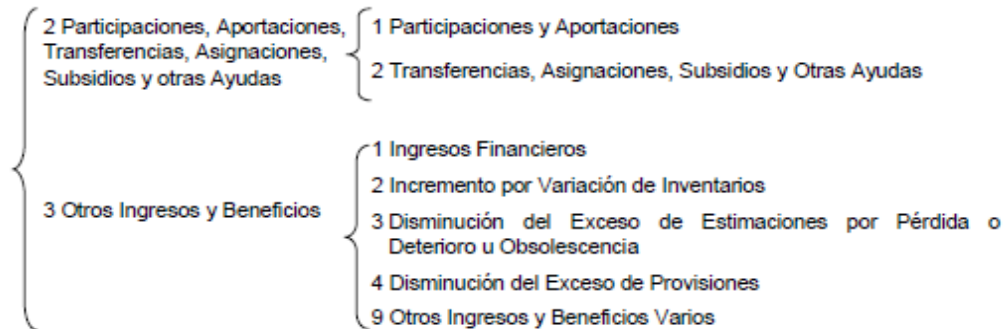 2 Participaciones, Aportaciones,
Transferencias, Asignaciones,
Subsidios y otras Ayudas
1 Participaciones y Aportaciones
2 Transferencias, Asignaciones, Subsidios y Otras Ayudas
3 Otros Ingresos y Beneficios
1 Ingresos Financieros
2 Incremento por Variación de Inventarios
3 Disminución del Exceso de Estimaciones por Pérdida o
Deterioro u Obsolescencia
4 Disminución del Exceso de Provisiones
9 Otros Ingresos y Beneficios Varios